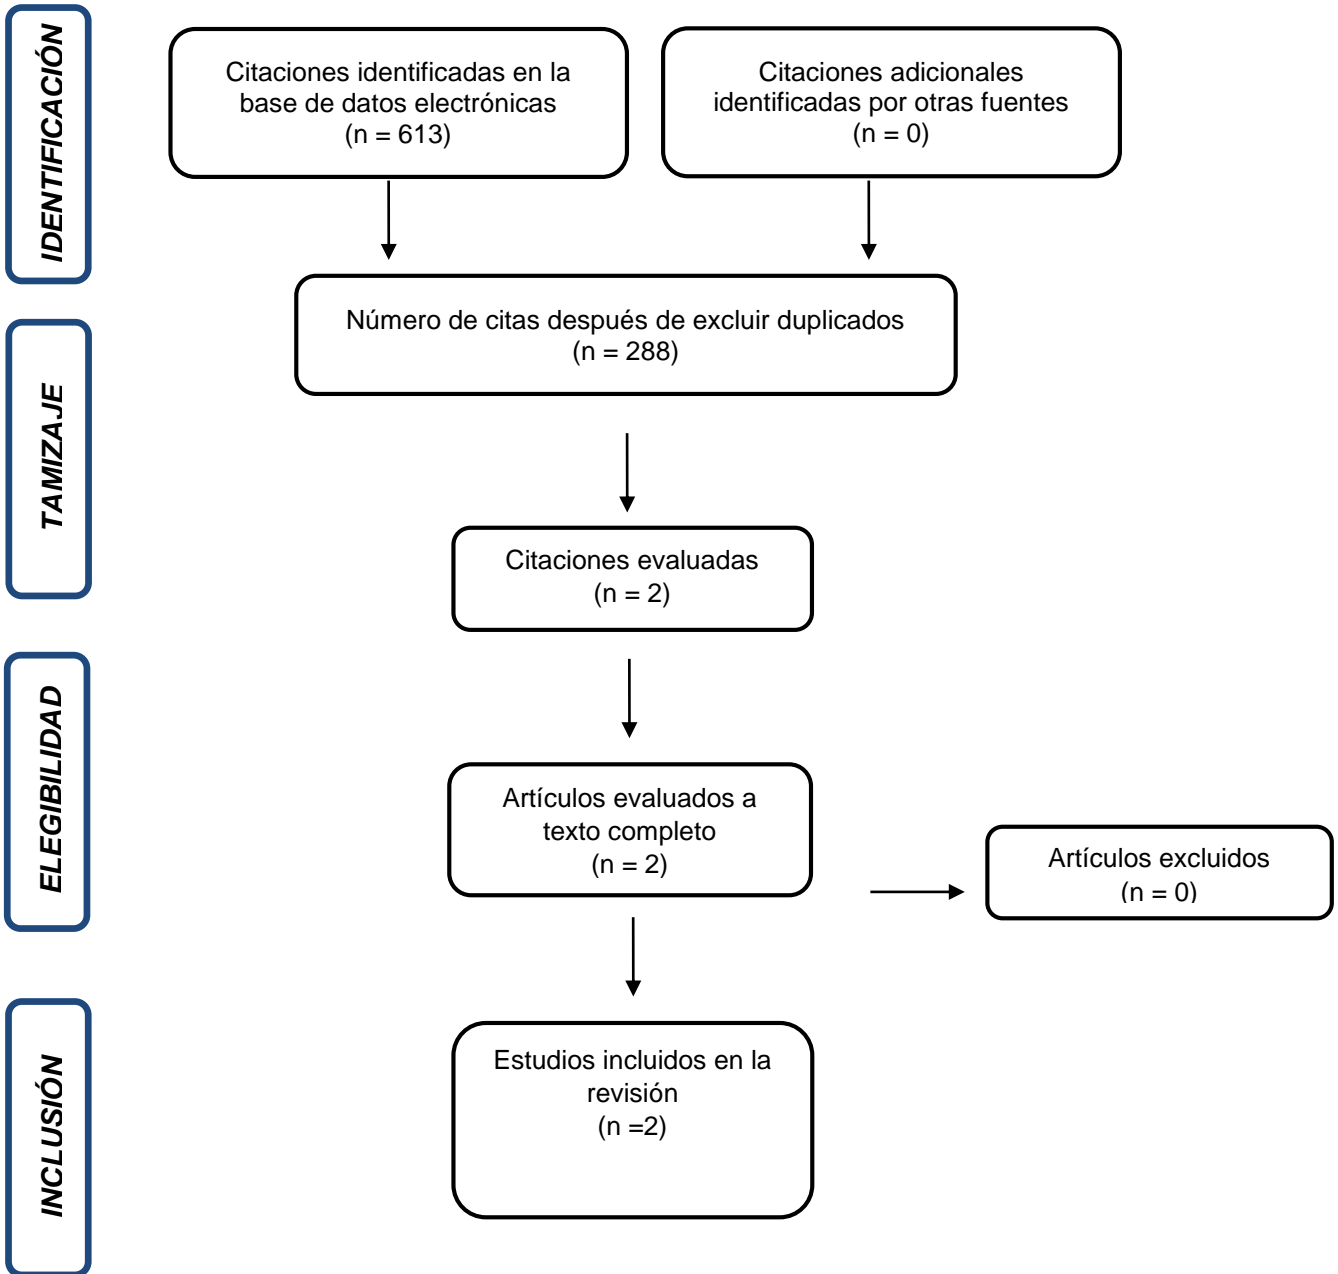 IDENTIFICACIÓN
Citaciones identificadas en la
base de datos electrónicas
(n = 613)
Citaciones adicionales
identificadas por otras fuentes
(n = 0)
Número de citas después de excluir duplicados
(n = 288)
TAMIZAJE
Citaciones evaluadas
(n = 2)
ELEGIBILIDAD
Artículos evaluados a
texto completo
(n = 2)
Artículos excluidos
(n = 0)
INCLUSIÓN
Estudios incluidos en la
revisión
(n =2)